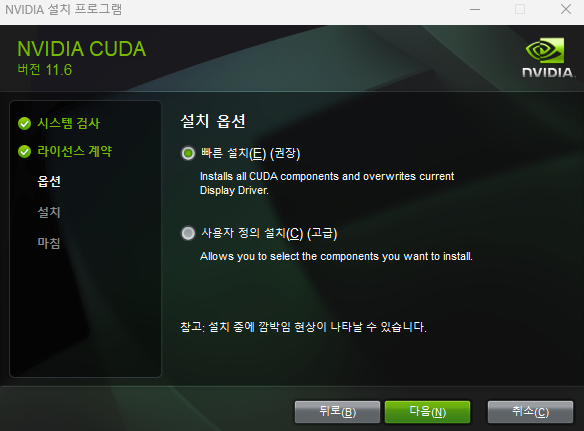 NVIDIA 설치 프로그램
NVIDIA CUDA
버전 11.6
NVIDIA.
시스템 검사
라이선스 계약
옵션
설치
마침
설치 옵션
빠른 설치(E) (권장)
Installs all CUDA components and overwrites current
Display Driver.
사용자 정의 설치(C) (고급)
Allows you to select the components you want to install.
참고: 설치 중에 깜박임 현상이 나타날 수 있습니다.
뒤로(B)
다음(N)
취소(C)